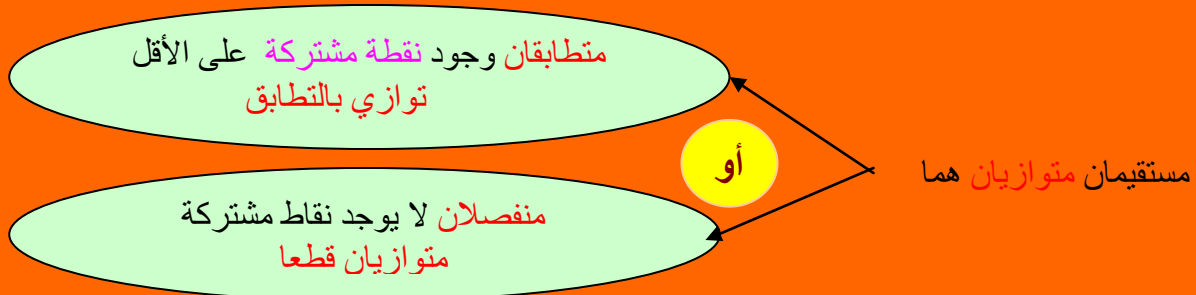 مستقيمان متوازيان هما
متطابقان وجود نقطة مشتركة على الأقل
توازي بالتطابق
أو
منفصلان لا يوجد نقاط مشتركة
متوازيان قطعا